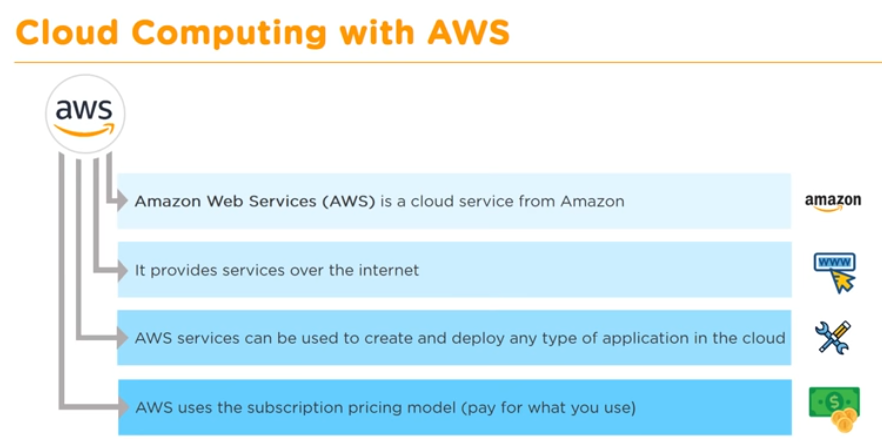 Cloud Computing with AWS
aws
Amazon Web Services (AWS) is a cloud service from Amazon
amazon
It provides services over the internet
www
AWS services can be used to create and deploy any type of application in the cloud
AWS uses the subscription pricing model (pay for what you use)
$